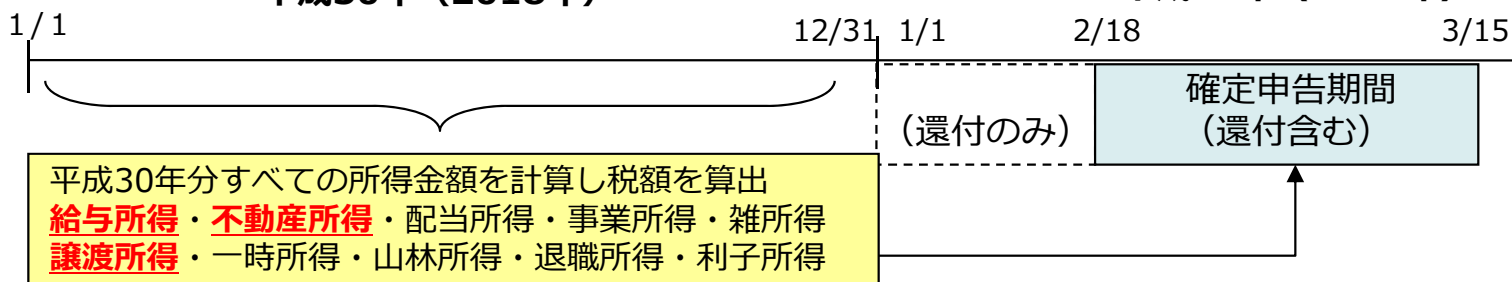 1/1
12/31
1/1
2/18
3/15
確定申告期間
(還付のみ)
(還付含む)
平成30年分すべての所得金額を計算し税額を算出
給与所得・不動産所得・配当所得・事業所得・雑所得
譲渡所得・一時所得・山林所得・退職所得・利子所得